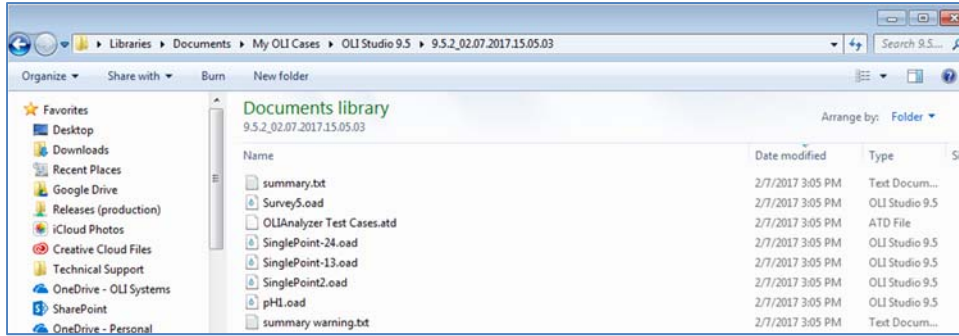 Libraries ▸ Documents ▸ My OLI Cases ▸ OLI Studio 9.5 ▸ 9.5.2_02.07.2017.15.05.03
Search 9.5...
Organize Share with Burn New folder
Favorites
Desktop
Downloads
Recent Places
Google Drive
Releases (production)
iCloud Photos
Creative Cloud Files
Technical Support
OneDrive - OLI Systems
SharePoint
OneDrive - Personal
Documents library
9.5.2_02.07.2017.15.05.03
Arrange by: Folder
Name Date modified Type
summary.txt 2/7/2017 3:05 PM Text Docum...
Survey5.oad 2/7/2017 3:05 PM OLI Studio 9.5
OLIAnalyzer Test Cases.atd 2/7/2017 3:05 PM ATD File
SinglePoint-24.oad 2/7/2017 3:05 PM OLI Studio 9.5
SinglePoint-13.oad 2/7/2017 3:05 PM OLI Studio 9.5
SinglePoint2.oad 2/7/2017 3:05 PM OLI Studio 9.5
pH1.oad 2/7/2017 3:05 PM OLI Studio 9.5
summary warning.txt 2/7/2017 3:05 PM Text Docum...